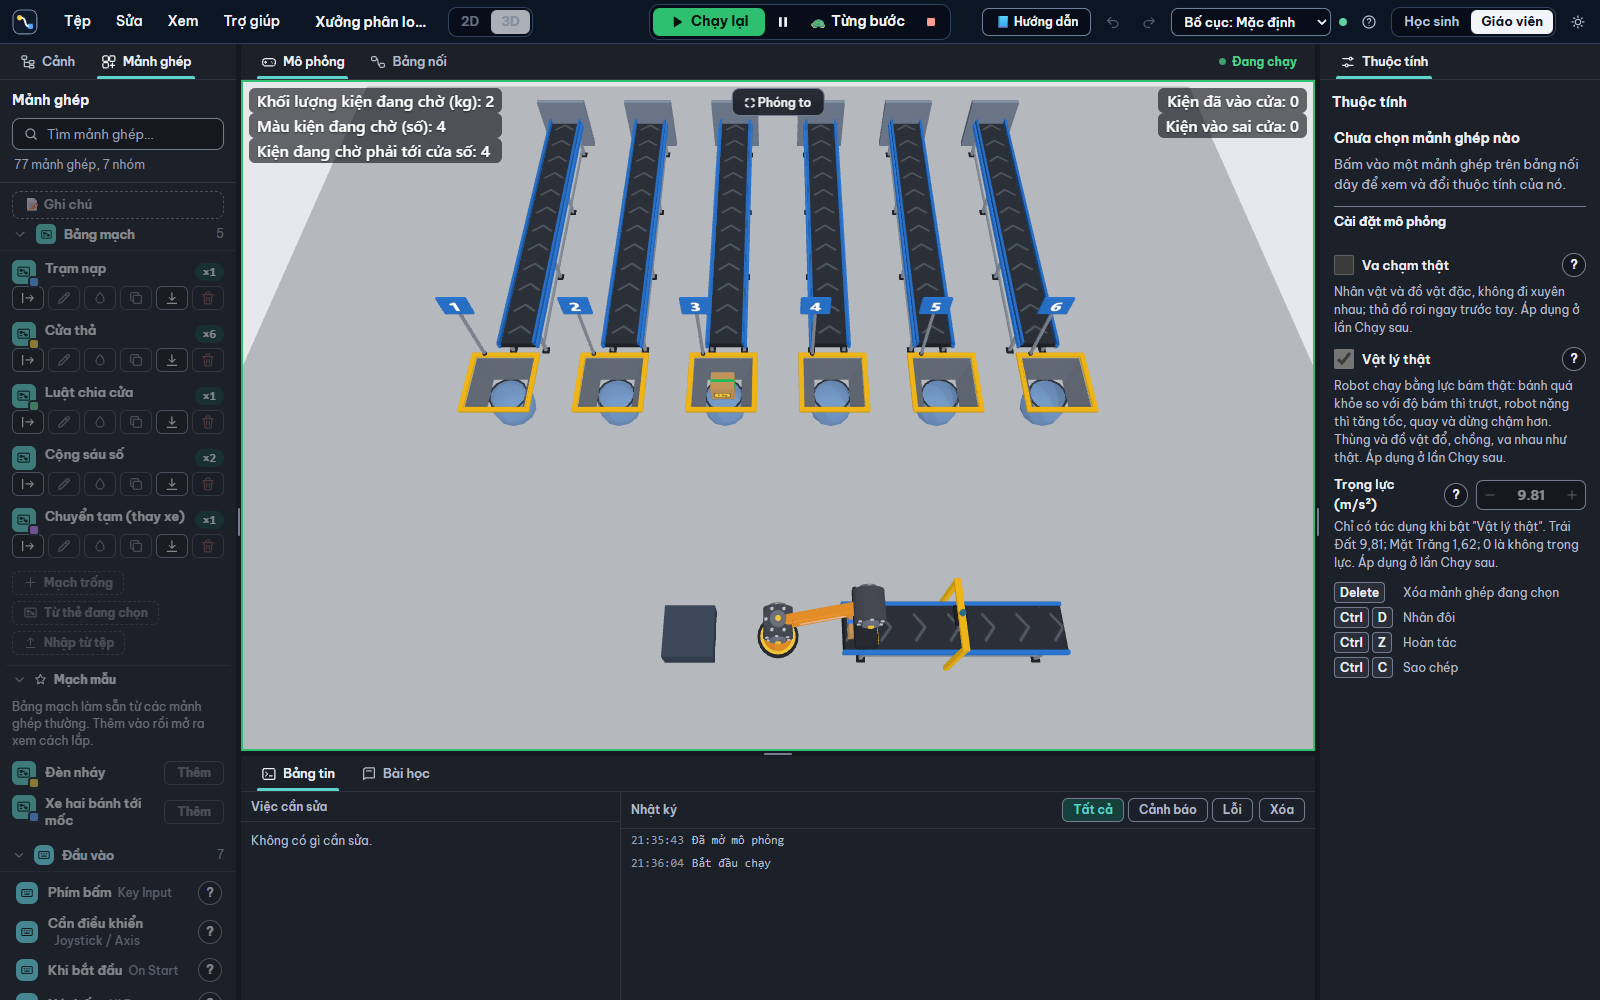 Tệp
Sửa
Xem
Trợ giúp
Xưởng phân lo...
2D
3D
Chạy lại
Từng bước
Hướng dẫn
Bố cục: Mặc định
Học sinh
Giáo viên
Cảnh
Mảnh ghép
Mảnh ghép
Tìm mảnh ghép...
77 mảnh ghép, 7 nhóm
Ghi chú
Bảng mạch
5
Trạm nạp
x1
Cửa thả
x6
Luật chia cửa
x1
Cộng sáu số
x2
Chuyển tạm (thay xe)
x1
Mạch trống
Từ thẻ đang chọn
Nhập từ tệp
Mạch mẫu
Bảng mạch làm sẵn từ các mảnh
ghép thường. Thêm vào rồi mở ra
xem cách lắp.
Đèn nháy
Thêm
Xe hai bánh tới
mốc
Thêm
Đầu vào
7
Phím bấm Key Input
?
Cần điều khiển
Joystick / Axis
?
Khi bắt đầu On Start
?
Mô phỏng
Bảng nối
Đang chạy
Khối lượng kiện đang chờ (kg): 2
Màu kiện đang chờ (số): 4
Kiện đang chờ phải tới cửa số: 4
Phóng to
Kiện đã vào cửa: 0
Kiện vào sai cửa: 0
1
2
3
4
5
6
Bảng tin
Bài học
Việc cần sửa
Không có gì cần sửa.
Nhật ký
Tất cả
Cảnh báo
Lỗi
Xóa
21:35:43 Đã mở mô phỏng
21:36:04 Bắt đầu chạy
Thuộc tính
Thuộc tính
Chưa chọn mảnh ghép nào
Bấm vào một mảnh ghép trên bảng nối
dây để xem và đổi thuộc tính của nó.
Cài đặt mô phỏng
Va chạm thật
?
Nhân vật và đồ vật đặc, không đi xuyên
nhau; thả đồ rơi ngay trước tay. Áp dụng ở
lần Chạy sau.
Vật lý thật
?
Robot chạy bằng lực bám thật: bánh quá
khỏe so với độ bám thì trượt, robot nặng
thì tăng tốc, quay và dừng chậm hơn.
Thùng và đồ vật đổ, chồng, va nhau như
thật. Áp dụng ở lần Chạy sau.
Trọng lực
(m/s²)
?
−
9.81
+
Chỉ có tác dụng khi bật "Vật lý thật". Trái
Đất 9,81; Mặt Trăng 1,62; 0 là không trọng
lực. Áp dụng ở lần Chạy sau.
Delete
Xóa mảnh ghép đang chọn
Ctrl D
Nhân đôi
Ctrl Z
Hoàn tác
Ctrl C
Sao chép